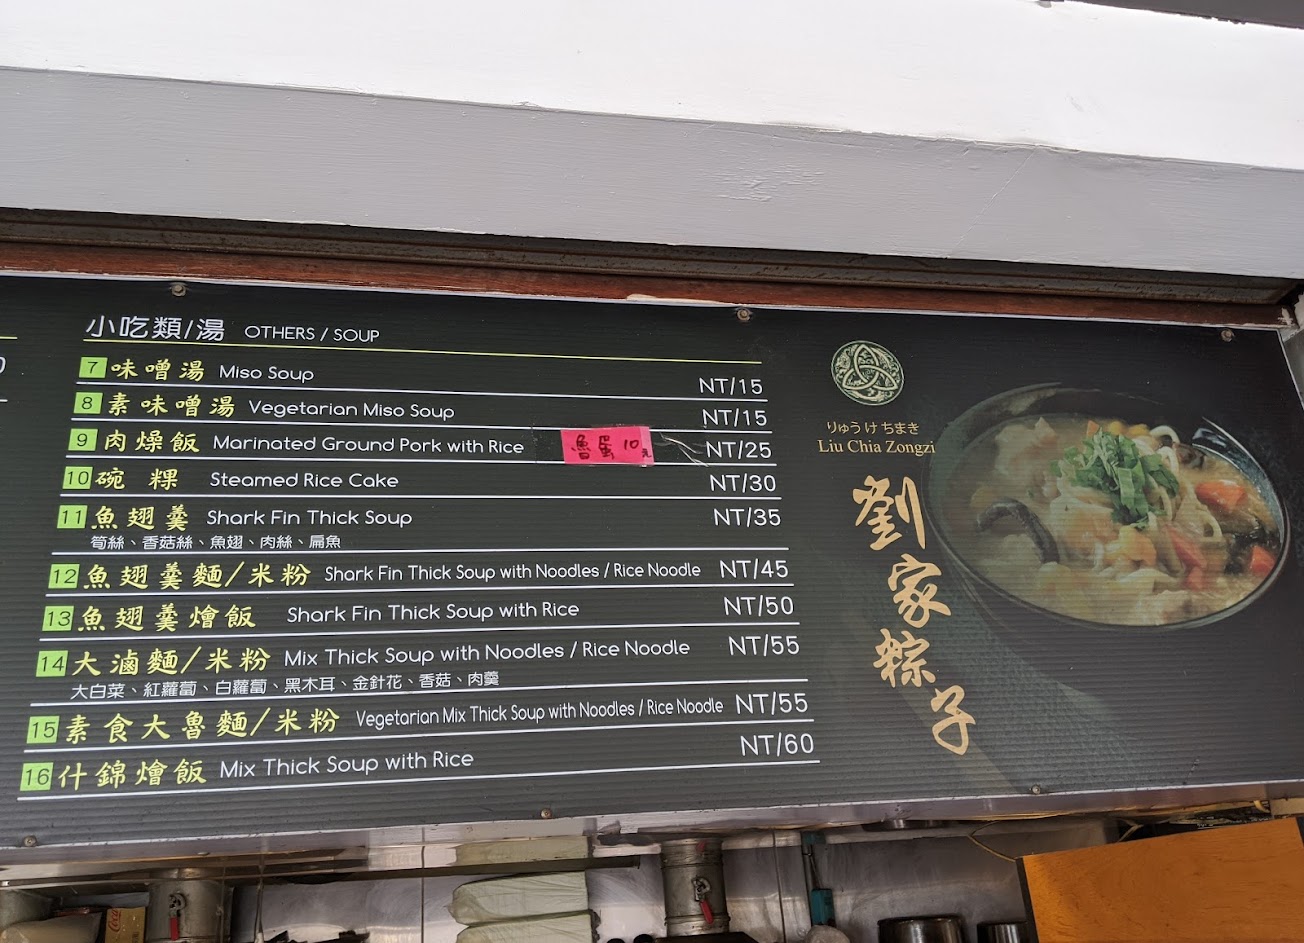 小吃類/湯 OTHERS / SOUP
7 味噌湯 Miso Soup NT/15
8 素味噌湯 Vegetarian Miso Soup NT/15
9 肉燥飯 Marinated Ground Pork with Rice 魯蛋 10元 NT/25
10 碗粿 Steamed Rice Cake NT/30
11 魚翅羹 Shark Fin Thick Soup NT/35
筍絲、香菇絲、魚翅、肉絲、扁魚
12 魚翅羹麵/米粉 Shark Fin Thick Soup with Noodles / Rice Noodle NT/45
13 魚翅羹燴飯 Shark Fin Thick Soup with Rice NT/50
14 大滷麵/米粉 Mix Thick Soup with Noodles / Rice Noodle NT/55
大白菜、紅蘿蔔、白蘿蔔、黑木耳、金針花、香菇、肉羹
15 素食大魯麵/米粉 Vegetarian Mix Thick Soup with Noodles / Rice Noodle NT/55
16 什錦燴飯 Mix Thick Soup with Rice NT/60
りゅう け ちまき
Liu Chia Zongzi
劉家粽子